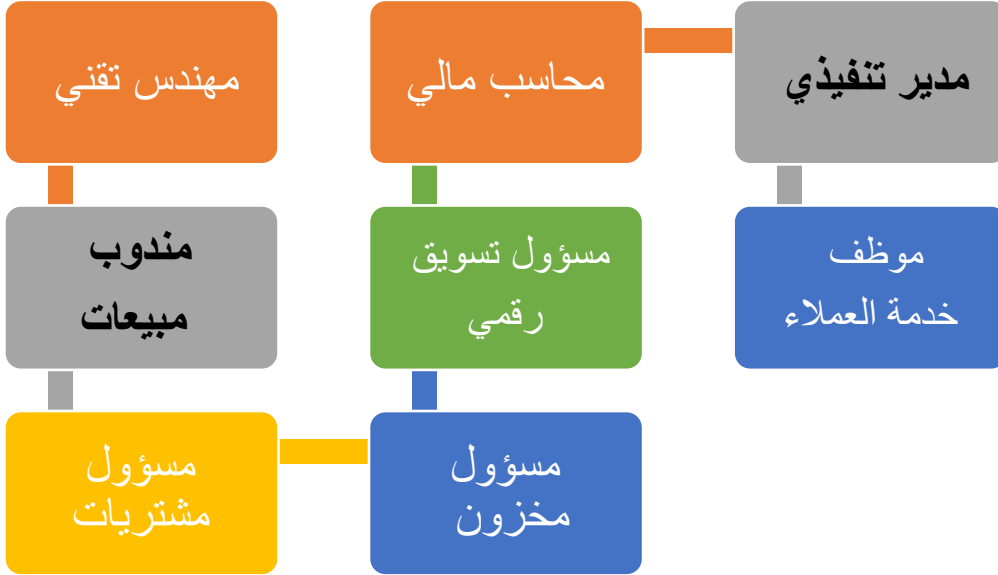 مهندس تقني
مندوب
مبيعات
مسؤول
مشتريات
مسؤول
مخزون
مسؤول تسويق
رقمي
محاسب مالي
مدير تنفيذي
موظف
خدمة العملاء